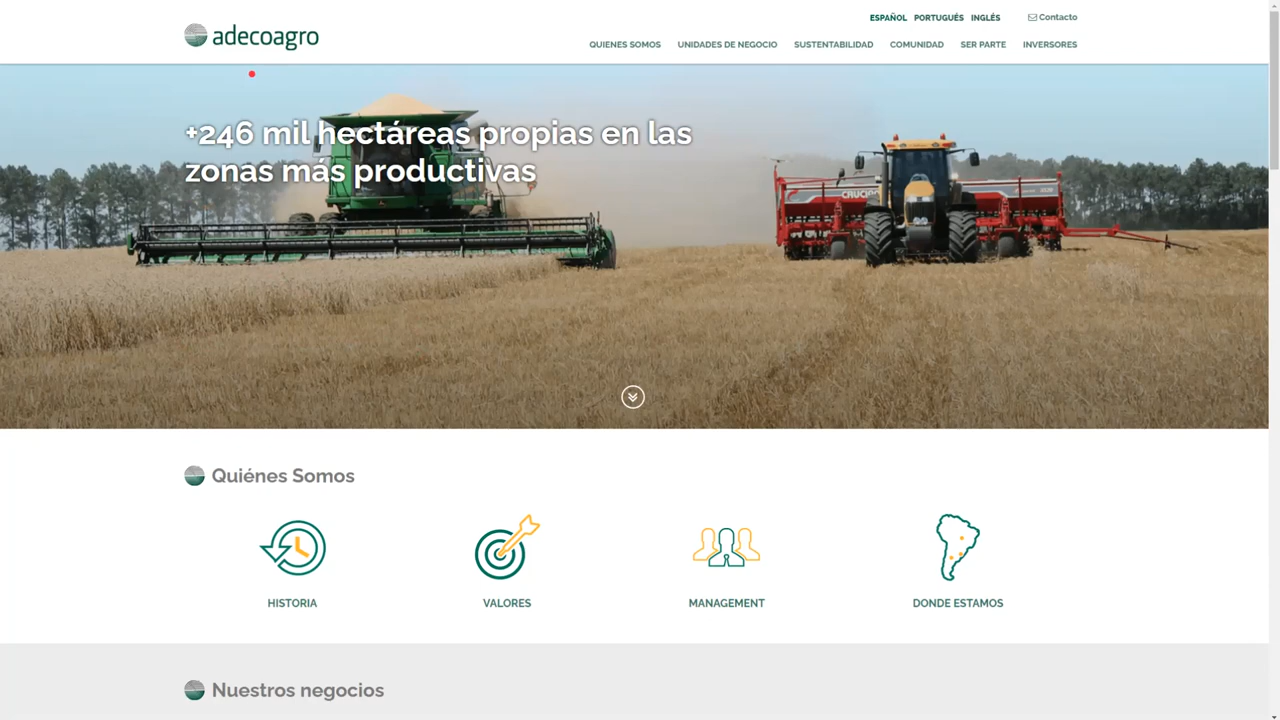 adecoagro
ESPAÑOL PORTUGUÉS INGLÉS Contacto
QUIENES SOMOS UNIDADES DE NEGOCIO SUSTENTABILIDAD COMUNIDAD SER PARTE INVERSORES
+246 mil hectáreas propias en las
zonas más productivas
Quiénes Somos
HISTORIA VALORES MANAGEMENT DONDE ESTAMOS
Nuestros negocios